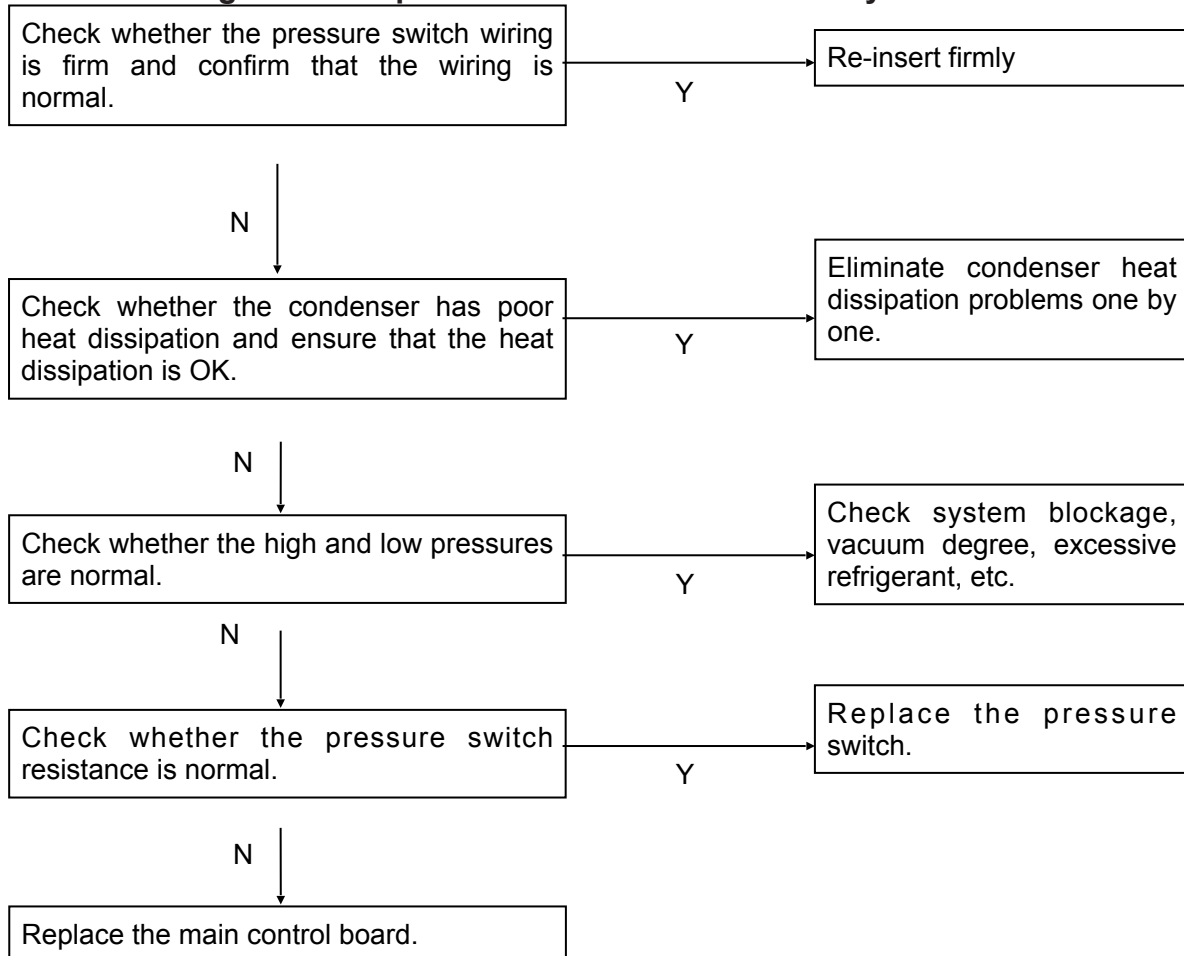 Check whether the pressure switch wiring
is firm and confirm that the wiring is
normal.
Y
Re-insert firmly
N
Check whether the condenser has poor
heat dissipation and ensure that the heat
dissipation is OK.
Y
Eliminate condenser heat
dissipation problems one by
one.
N
Check whether the high and low pressures
are normal.
Y
Check system blockage,
vacuum degree, excessive
refrigerant, etc.
N
Check whether the pressure switch
resistance is normal.
Y
Replace the pressure
switch.
N
Replace the main control board.